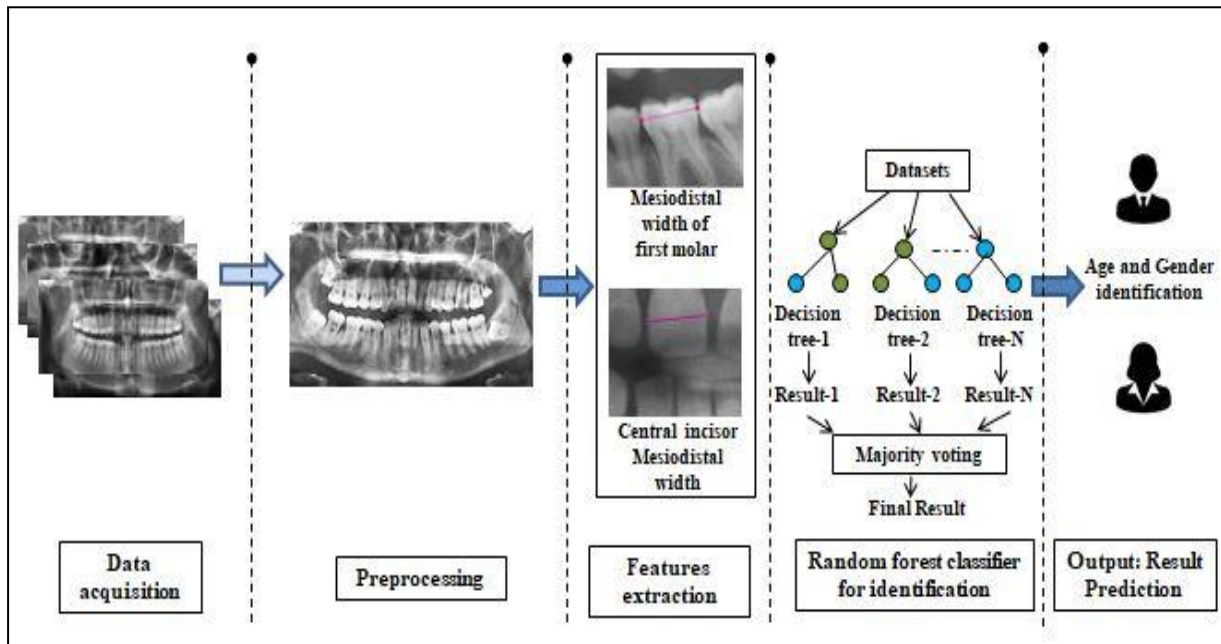 Mesiodistal
width of
first molar
Central incisor
Mesiodistal
width
Datasets
Decision
tree-1
Decision
tree-2
Decision
tree-N
Result-1
Result-2
Result-N
Majority voting
Final Result
Age and Gender
identification
Data
acquisition
Preprocessing
Features
extraction
Random forest classifier
for identification
Output: Result
Prediction